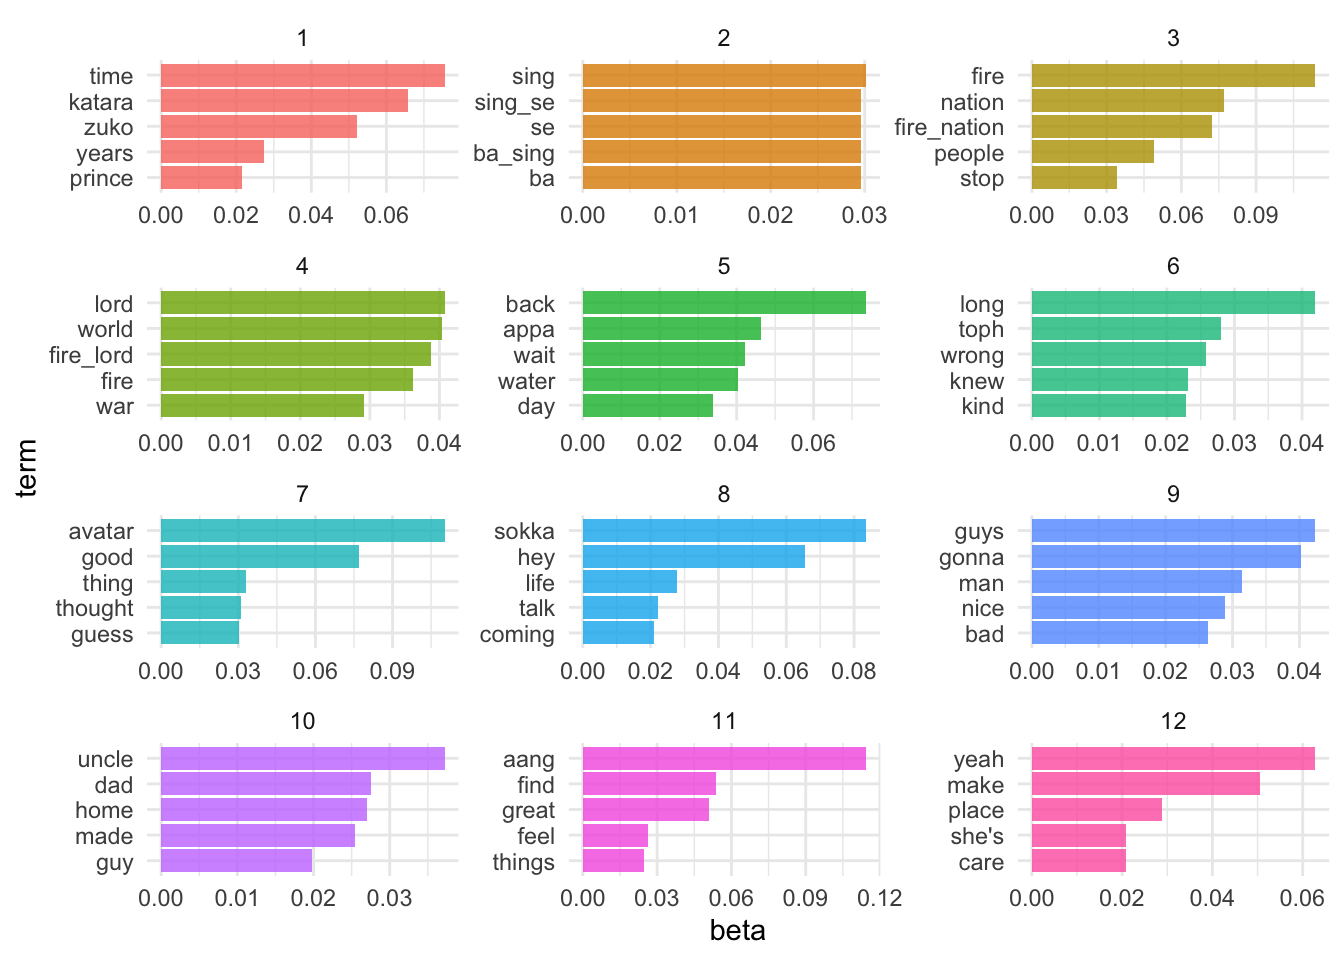 1
time
katara
zuko
years
prince
0.00 0.02 0.04 0.06
2
sing
sing_se
se
ba_sing
ba
0.00 0.01 0.02 0.03
3
fire
nation
fire_nation
people
stop
0.00 0.03 0.06 0.09
4
lord
world
fire_lord
fire
war
0.00 0.01 0.02 0.03 0.04
5
back
appa
wait
water
day
0.00 0.02 0.04 0.06
6
long
toph
wrong
knew
kind
0.00 0.01 0.02 0.03 0.04
7
avatar
good
thing
thought
guess
0.00 0.03 0.06 0.09
8
sokka
hey
life
talk
coming
0.00 0.02 0.04 0.06 0.08
9
guys
gonna
man
nice
bad
0.00 0.01 0.02 0.03 0.04
10
uncle
dad
home
made
guy
0.00 0.01 0.02 0.03
11
aang
find
great
feel
things
0.00 0.03 0.06 0.09 0.12
12
yeah
make
place
she's
care
0.00 0.02 0.04 0.06
term
beta